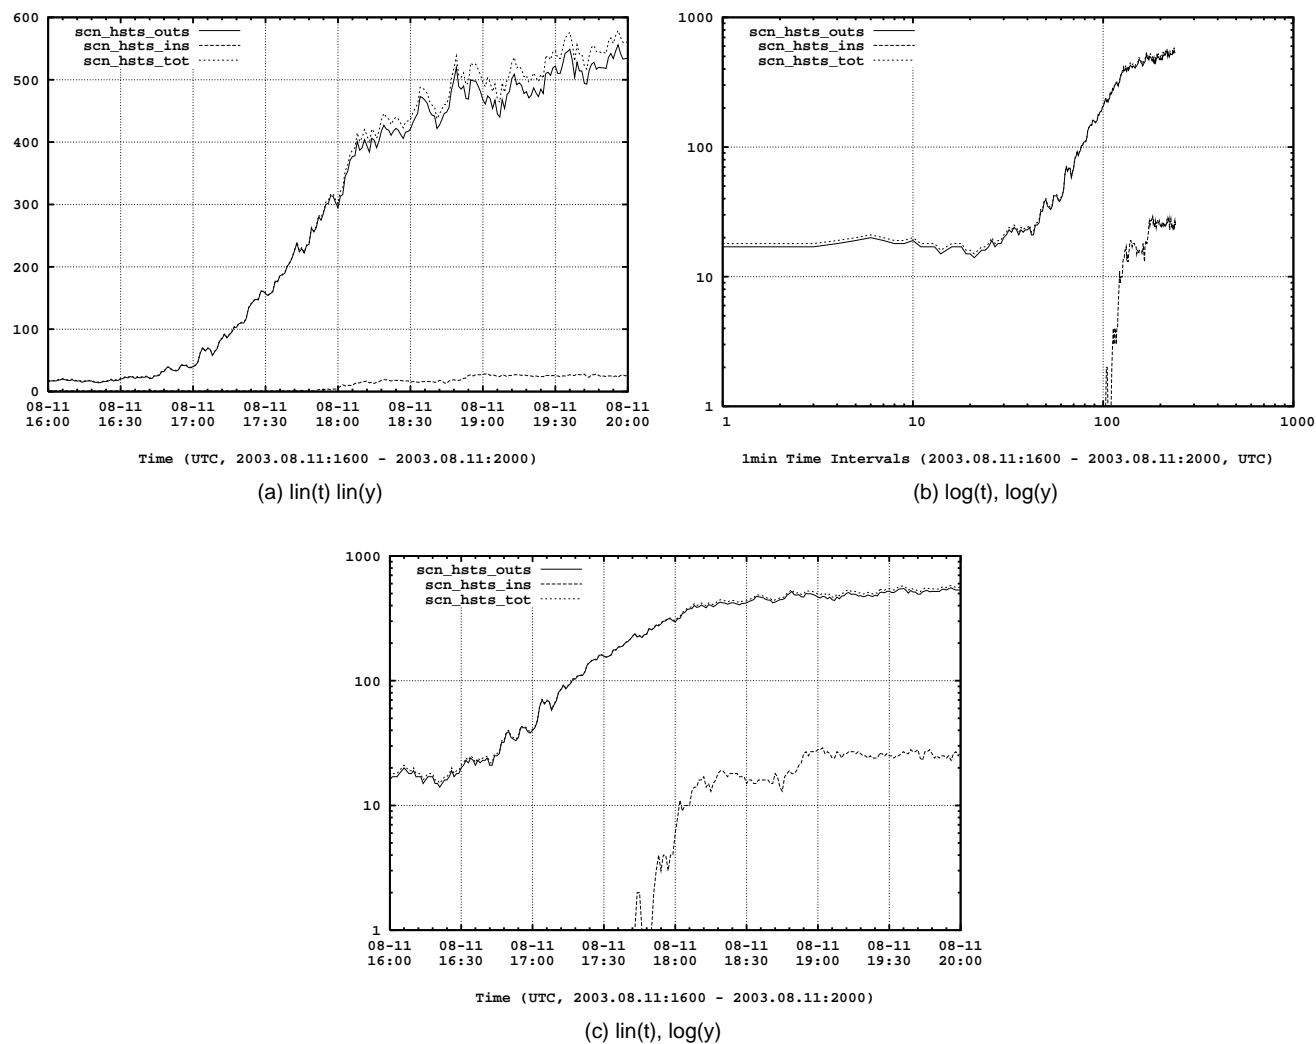 600
500
400
300
200
100
0
scn_hsts_outs
scn_hsts_ins
scn_hsts_tot
08-11 08-11 08-11 08-11 08-11 08-11 08-11 08-11 08-11
16:00 16:30 17:00 17:30 18:00 18:30 19:00 19:30 20:00
Time (UTC, 2003.08.11:1600 - 2003.08.11:2000)
(a) lin(t) lin(y)
1000
100
10
1
scn_hsts_outs
scn_hsts_ins
scn_hsts_tot
1 10 100 1000
1min Time Intervals (2003.08.11:1600 - 2003.08.11:2000, UTC)
(b) log(t), log(y)
1000
100
10
1
scn_hsts_outs
scn_hsts_ins
scn_hsts_tot
08-11 08-11 08-11 08-11 08-11 08-11 08-11 08-11 08-11
16:00 16:30 17:00 17:30 18:00 18:30 19:00 19:30 20:00
Time (UTC, 2003.08.11:1600 - 2003.08.11:2000)
(c) lin(t), log(y)